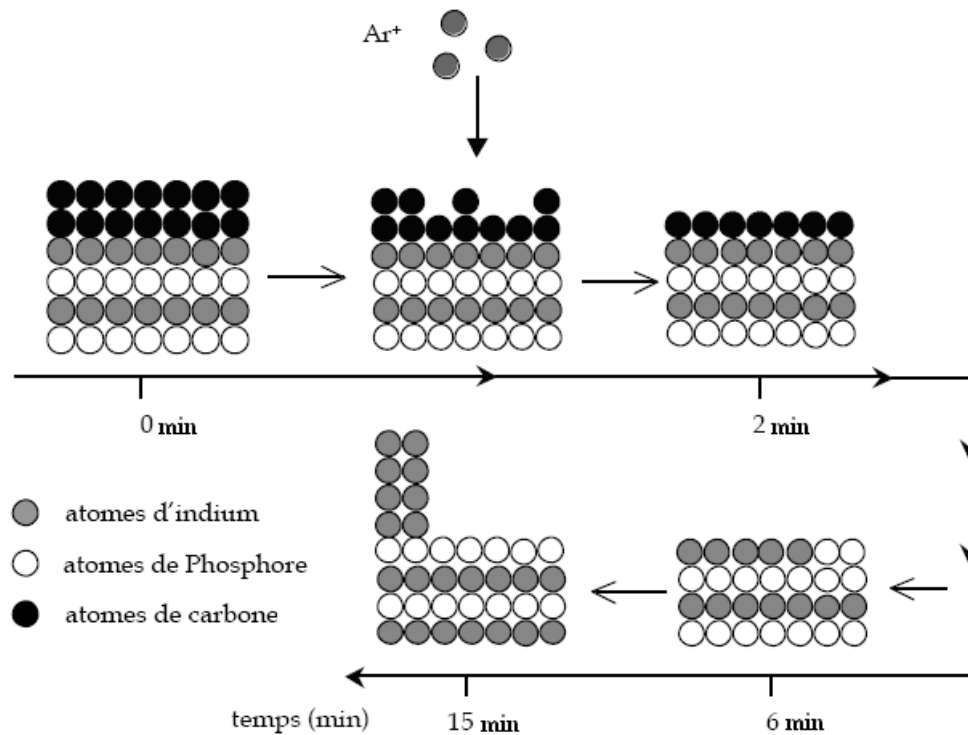 Ar+
0 min
2 min
atomes d'indium
atomes de Phosphore
atomes de carbone
temps (min)
15 min
6 min